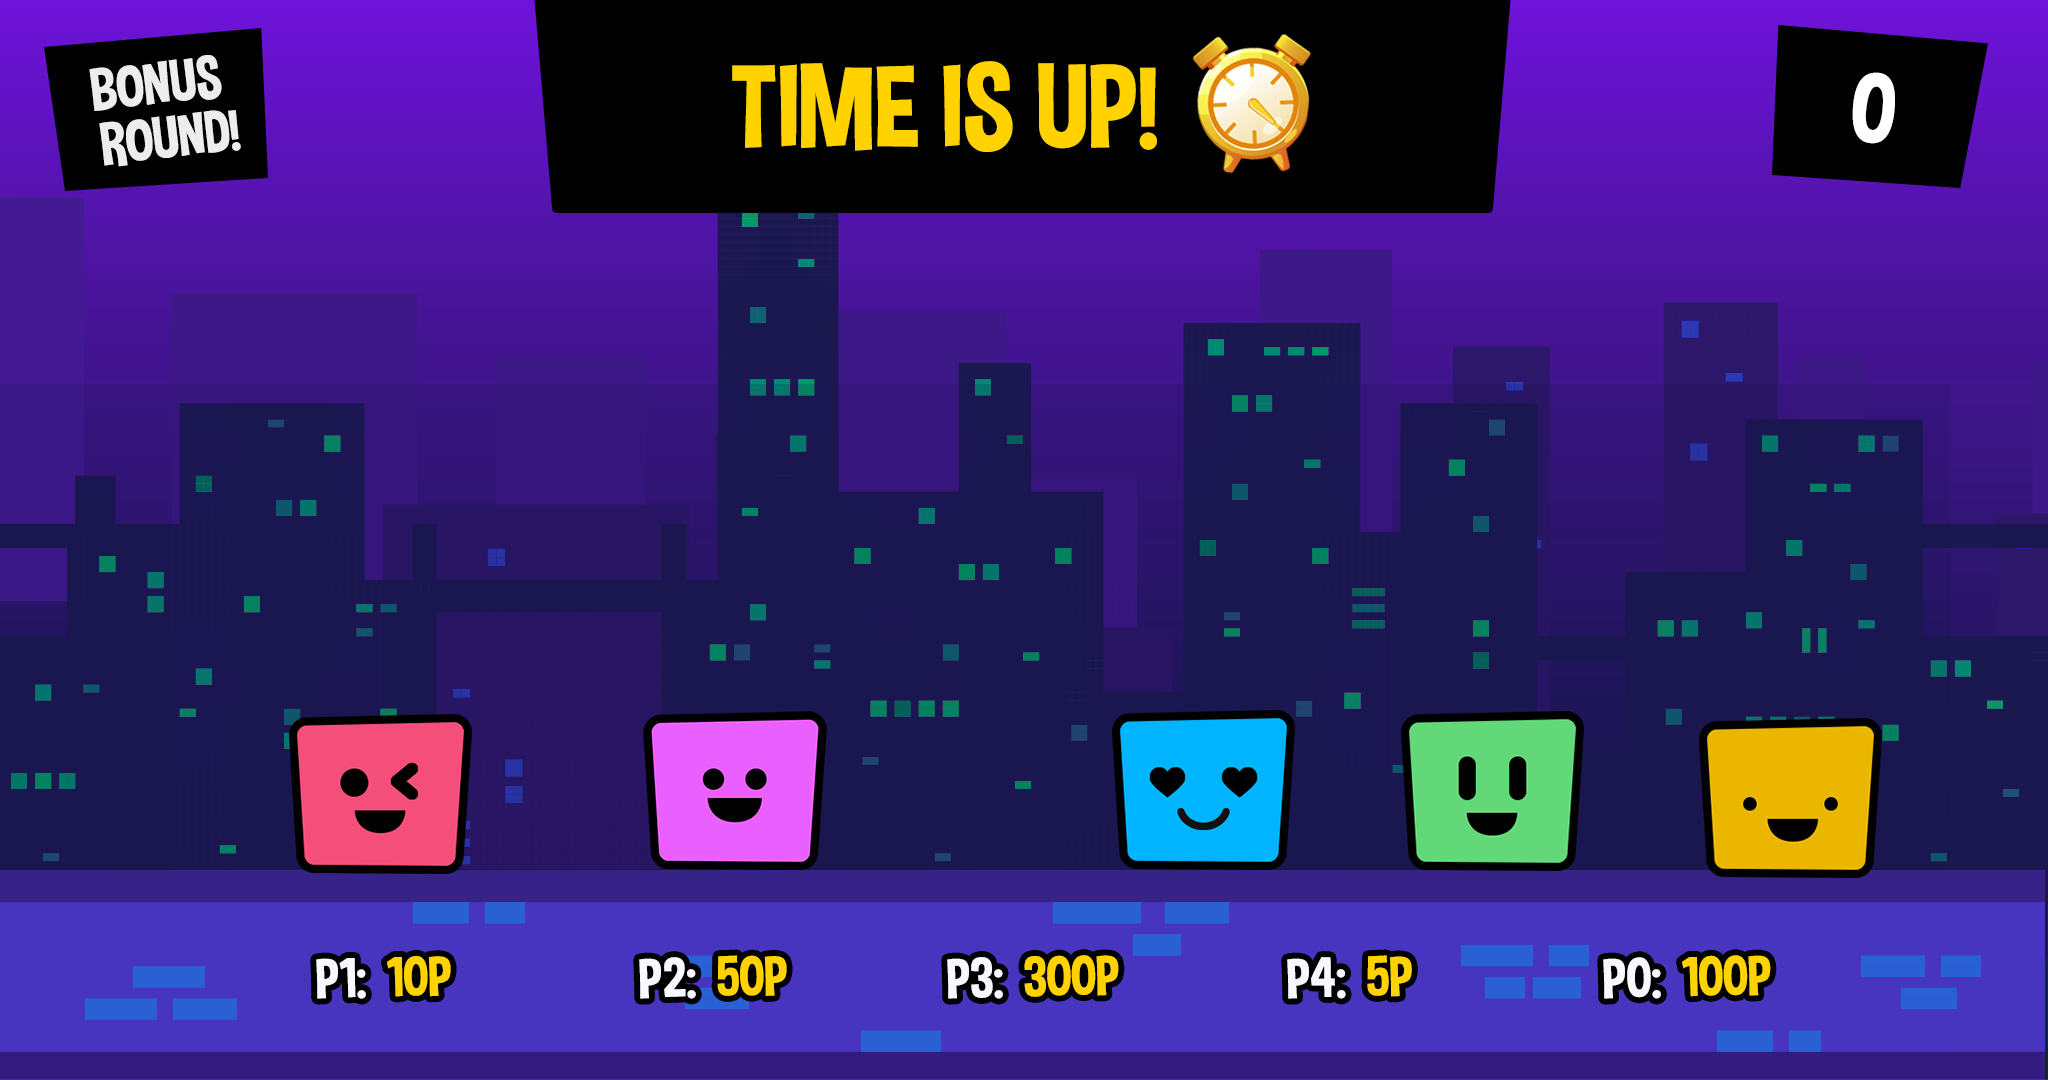 BONUS
ROUND!
TIME IS UP!
0
P1: 10P
P2: 50P
P3: 300P
P4: 5P
P0: 100P